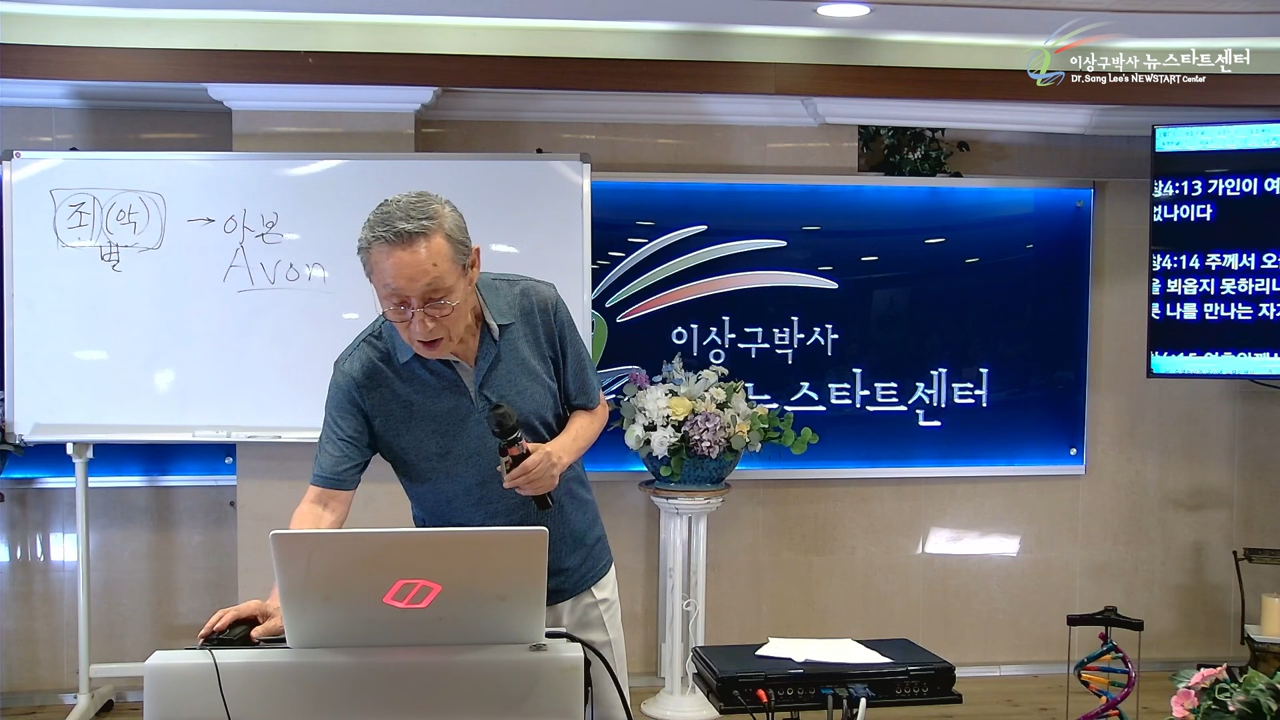 이상구박사 뉴스타트센터
Dr. Sang Lee's NEWSTART Center
죄 (악) → 아본
벌 Avon
이상구박사
뉴스타트센터
4:13 가인이 여
없나이다
4:14 주께서 오
을 뵈옵지 못하리니
나를 만나는 자